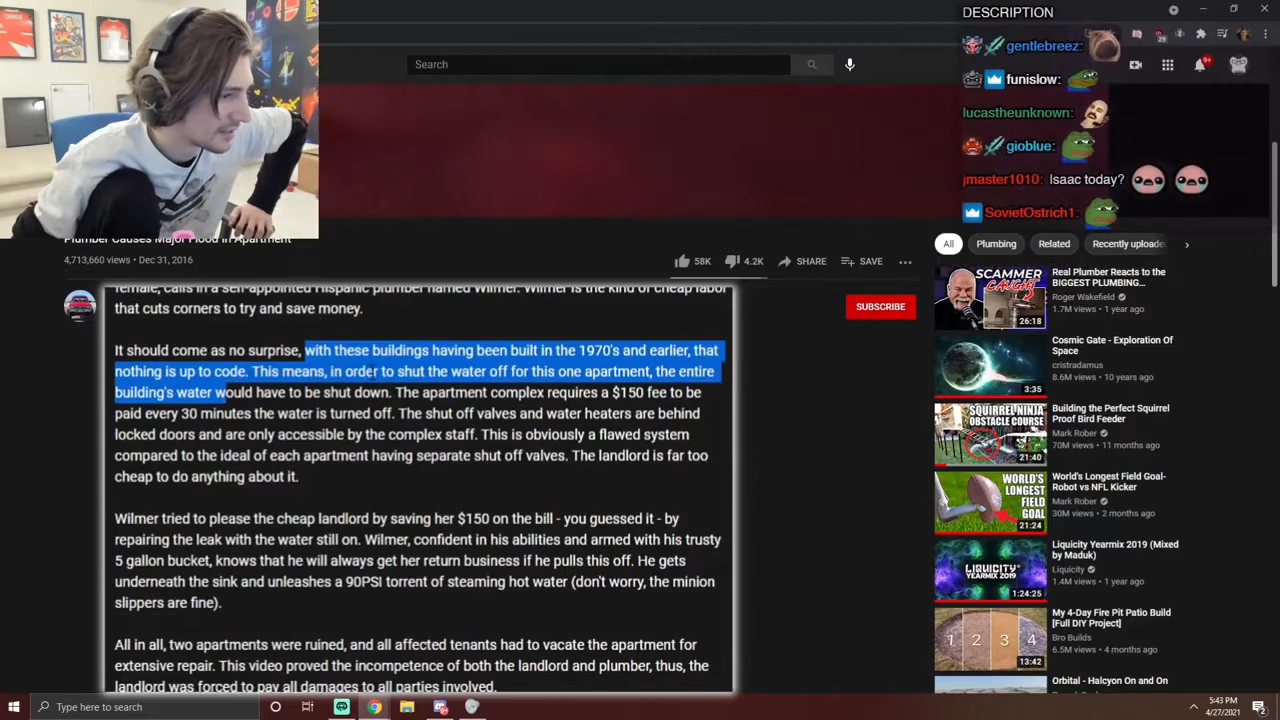 DESCRIPTION
Search
gentlebreez:
funislow:
lucastheunknown:
gioblue:
jmaster1010: Isaac today?
SovietOstrich1:
Plumber Causes Major Flood in Apartment
4,713,660 views • Dec 31, 2016
58K
4.2K
SHARE
SAVE
SUBSCRIBE
female, calls in a self-appointed Hispanic plumber named Wilmer. Wilmer is the kind of cheap labor
that cuts corners to try and save money.
It should come as no surprise, with these buildings having been built in the 1970's and earlier, that
nothing is up to code. This means, in order to shut the water off for this one apartment, the entire
building's water would have to be shut down. The apartment complex requires a $150 fee to be
paid every 30 minutes the water is turned off. The shut off valves and water heaters are behind
locked doors and are only accessible by the complex staff. This is obviously a flawed system
compared to the ideal of each apartment having separate shut off valves. The landlord is far too
cheap to do anything about it.
Wilmer tried to please the cheap landlord by saving her $150 on the bill - you guessed it - by
repairing the leak with the water still on. Wilmer, confident in his abilities and armed with his trusty
5 gallon bucket, knows that he will always get her return business if he pulls this off. He gets
underneath the sink and unleashes a 90PSI torrent of steaming hot water (don't worry, the minion
slippers are fine).
All in all, two apartments were ruined, and all affected tenants had to vacate the apartment for
extensive repair. This video proved the incompetence of both the landlord and plumber, thus, the
landlord was forced to pay all damages to all parties involved.
All
Plumbing
Related
Recently uploade
SCAMMER
CAUGHT
26:18
Real Plumber Reacts to the
BIGGEST PLUMBING...
Roger Wakefield
1.7M views • 1 year ago
3:35
Cosmic Gate - Exploration Of
Space
casiradchris
8.6M views • 10 years ago
SQUIRREL NINJA
OBSTACLE COURSE
21:40
Building the Perfect Squirrel
Proof Bird Feeder
Mark Rober
70M views • 11 months ago
WORLD'S
LONGEST
FIELD
GOAL
21:24
World's Longest Field Goal-
Robot vs NFL Kicker
Mark Rober
30M views • 2 months ago
LIQUICITY
YEARMIX 2019
1:24:25
Liquicity Yearmix 2019 (Mixed
by Maduk)
Liquicity
1.4M views • 1 year ago
1 2 3 4
13:42
My 4-Day Fire Pit Patio Build
[Full DIY Project]
Bro Builds
6.5M views • 4 months ago
Orbital - Halcyon On and On
Type here to search
5:43 PM
4/27/2021